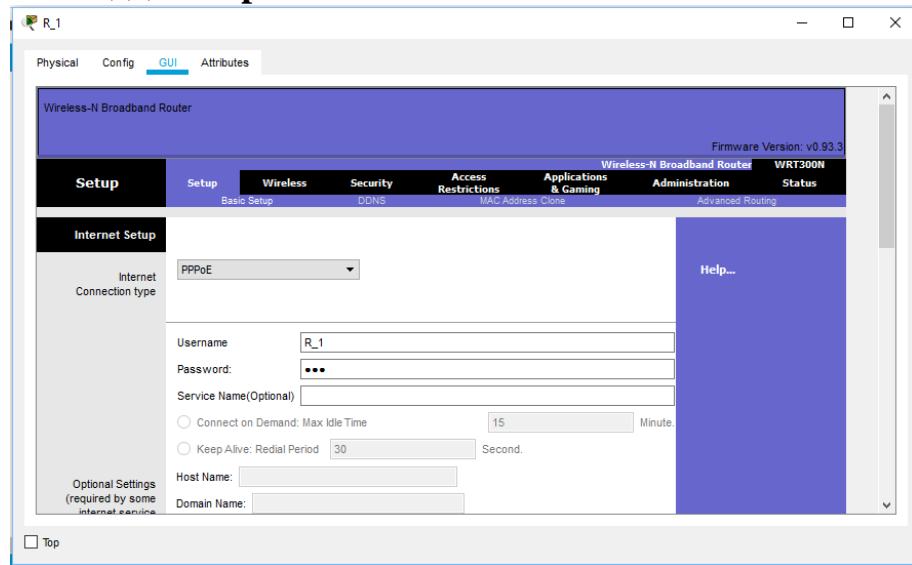 R_1
Physical Config GUI Attributes
Wireless-N Broadband Router
Firmware Version: v0.93.3
Wireless-N Broadband Router WRT300N
Setup Setup Wireless Security Access Restrictions Applications & Gaming Administration Status
Basic Setup DDNS MAC Address Clone Advanced Routing
Internet Setup
Internet Connection type PPPoE Help...
Username R_1
Password: •••
Service Name(Optional)
Connect on Demand: Max Idle Time 15 Minute.
Keep Alive: Redial Period 30 Second.
Host Name:
Domain Name:
Optional Settings
(required by some
internet service
Top